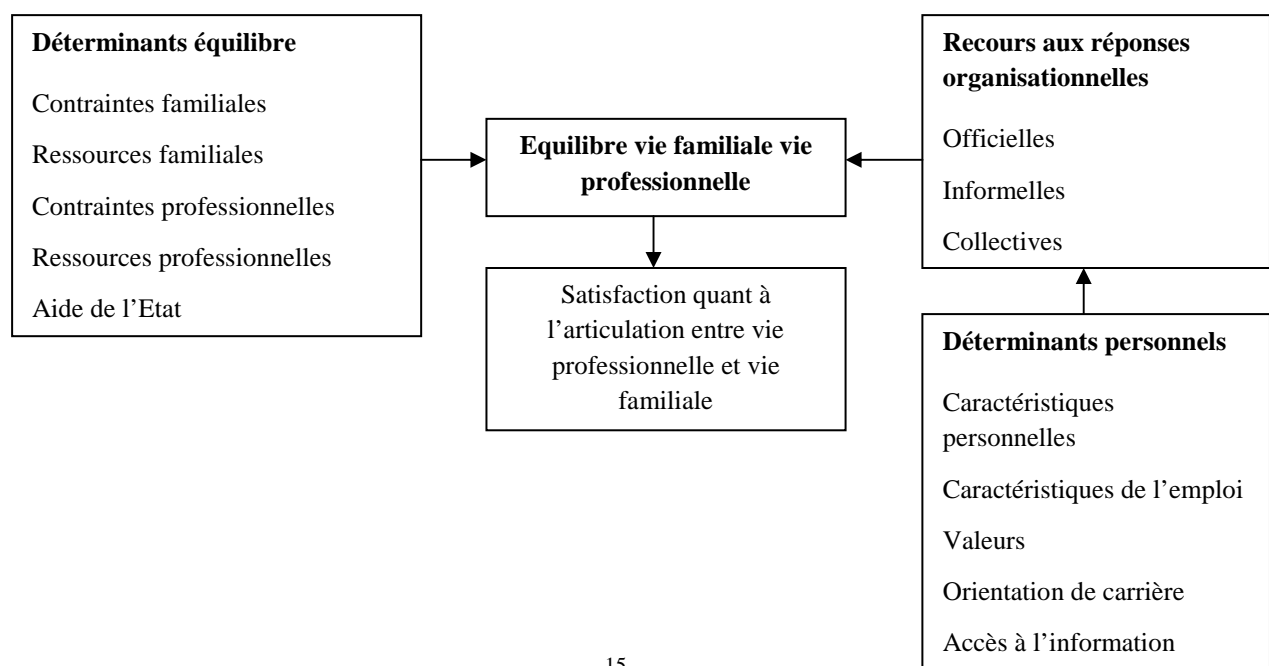 Déterminants équilibre
Contraintes familiales
Ressources familiales
Contraintes professionnelles
Ressources professionnelles
Aide de l’Etat
Equilibre vie familiale vie
professionnelle
Satisfaction quant à
l’articulation entre vie
professionnelle et vie
familiale
Recours aux réponses
organisationnelles
Officielles
Informelles
Collectives
Déterminants personnels
Caractéristiques
personnelles
Caractéristiques de l’emploi
Valeurs
Orientation de carrière
Accès à l’information
15